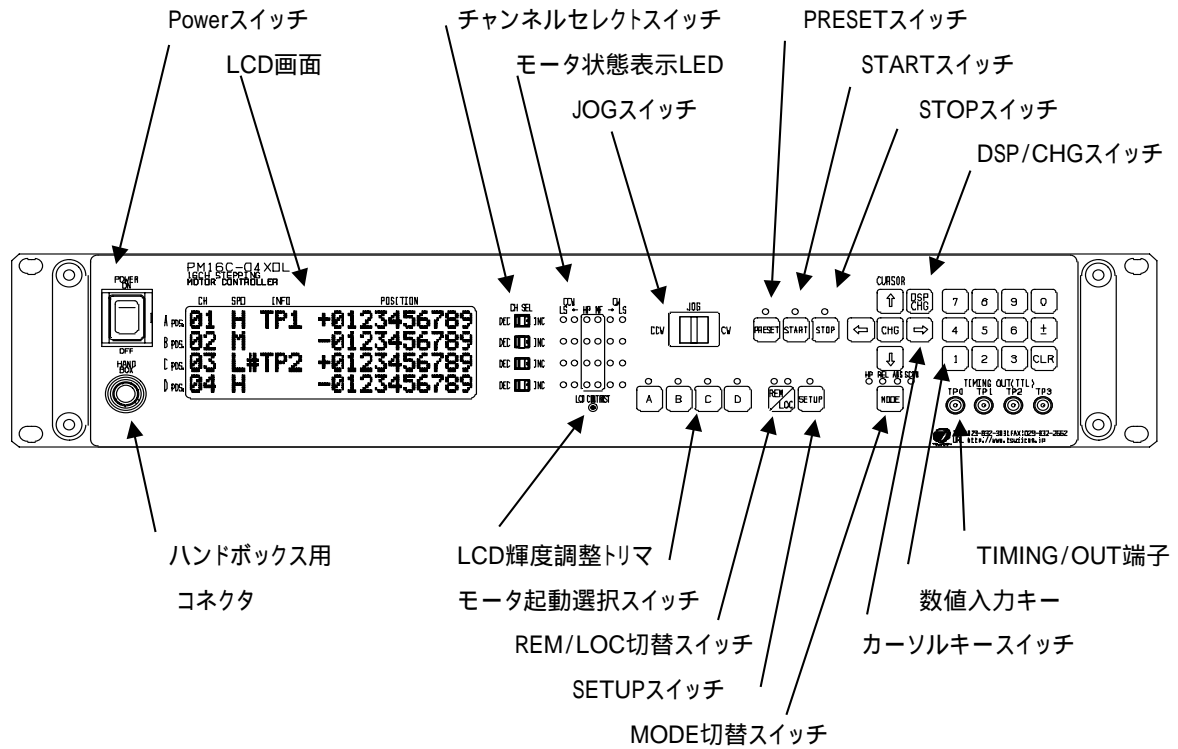 Powerスイッチ
チャンネルセレクトスイッチ
PRESETスイッチ
LCD画面
モータ状態表示LED
STARTスイッチ
JOGスイッチ
STOPスイッチ
DSP/CHGスイッチ
POWER
ON
OFF
HAND
BOX
PM16C-04XDL
16CH STEPPING
MOTOR CONTROLLER
CH SPD INFO POSITION
A POS. 01 H TP1 +0123456789
B POS. 02 M -0123456789
C POS. 03 L#TP2 +0123456789
D POS. 04 H -0123456789
CH SEL
DEC INC
DEC INC
DEC INC
DEC INC
CCW CW
LS ← HP NF → LS
LCD CONTRAST
JOG
CCW CW
PRESET START STOP
A B C D
REM/LOC SETUP
CURSOR
⇧ DSP CHG
⇦ CHG ⇨
⇩
HP REL ABS SCAN
MODE
7 8 9 0
4 5 6 ±
1 2 3 CLR
TIMING OUT(TTL)
TP0 TP1 TP2 TP3
http://www.tsujicon.jp
ハンドボックス用
コネクタ
LCD輝度調整トリマ
TIMING/OUT端子
モータ起動選択スイッチ
数値入力キー
REM/LOC切替スイッチ
カーソルキースイッチ
SETUPスイッチ
MODE切替スイッチ